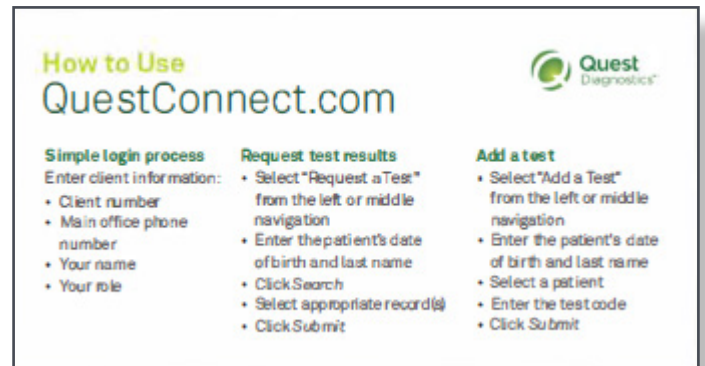 How to Use
QuestConnect.com
Quest
Diagnostics™
Simple login process
Enter client information:
• Client number
• Main office phone
number
• Your name
• Your role
Request test results
• Select "Request a Test"
from the left or middle
navigation
• Enter the patient's date
of birth and last name
• Click Search
• Select appropriate record(s)
• Click Submit
Add a test
• Select "Add a Test"
from the left or middle
navigation
• Enter the patient's date
of birth and last name
• Select a patient
• Enter the test code
• Click Submit